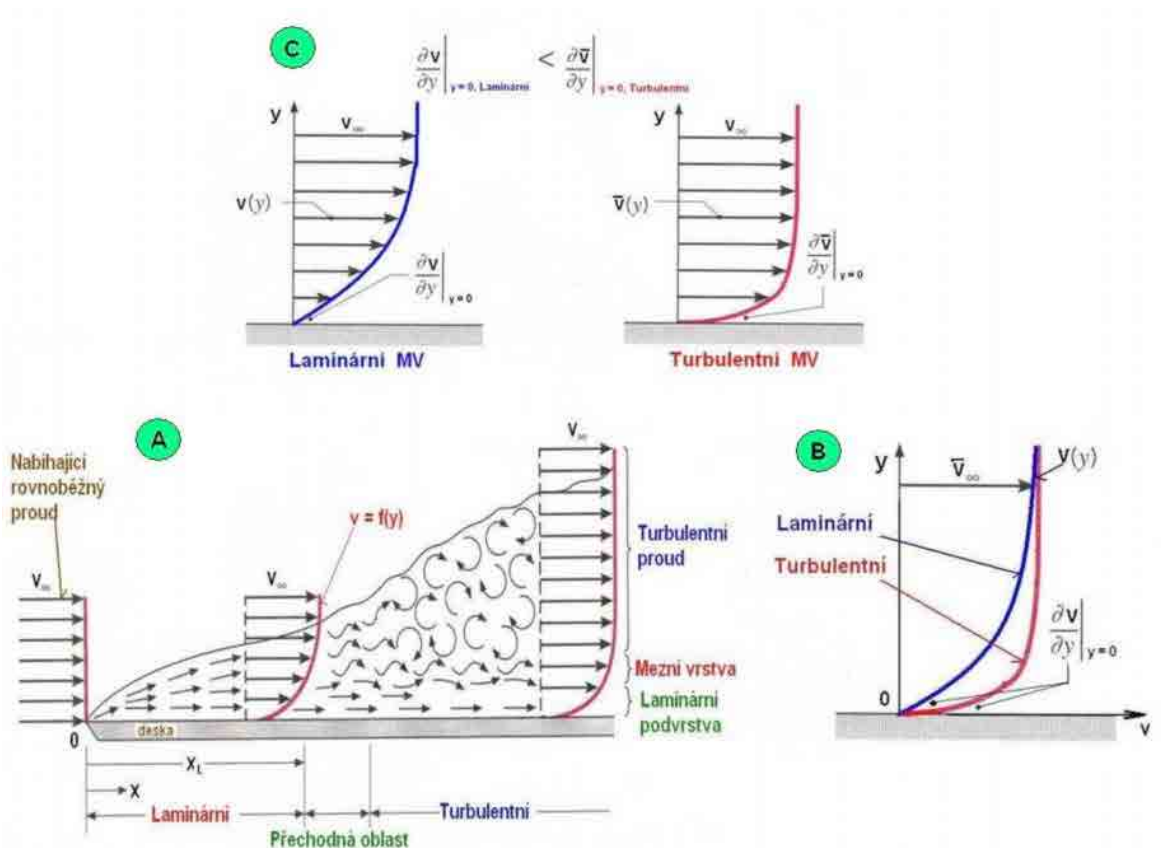 C
∂v/∂y|y=0, Laminární < ∂v̅/∂y|y=0, Turbulentní
y
v∞
v(y)
∂v/∂y|y=0
Laminární MV
y
v∞
v̅(y)
∂v̅/∂y|y=0
Turbulentní MV
A
Nabíhající
rovnoběžný
proud
V∞
V∞
v = f(y)
V∞
Turbulentní
proud
Mezní vrstva
Laminární
podvrstva
0
deska
XL
X
Laminární
Přechodná oblast
Turbulentní
B
y
v̅∞
v(y)
Laminární
Turbulentní
∂v/∂y|y=0
0
v